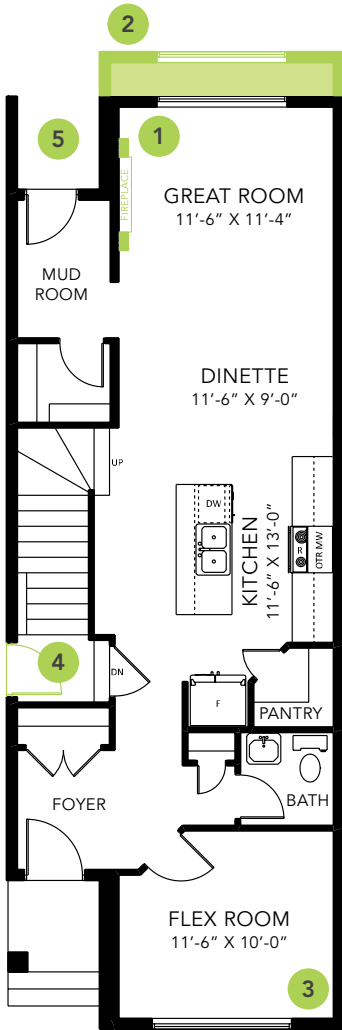 2
1
5
FIREPLACE
GREAT ROOM
11'-6" X 11'-4"
MUD
ROOM
DINETTE
11'-6" X 9'-0"
UP
DW
KITCHEN
11'-6" X 13'-0"
R
OTR MW
4
DN
F
PANTRY
FOYER
BATH
FLEX ROOM
11'-6" X 10'-0"
3